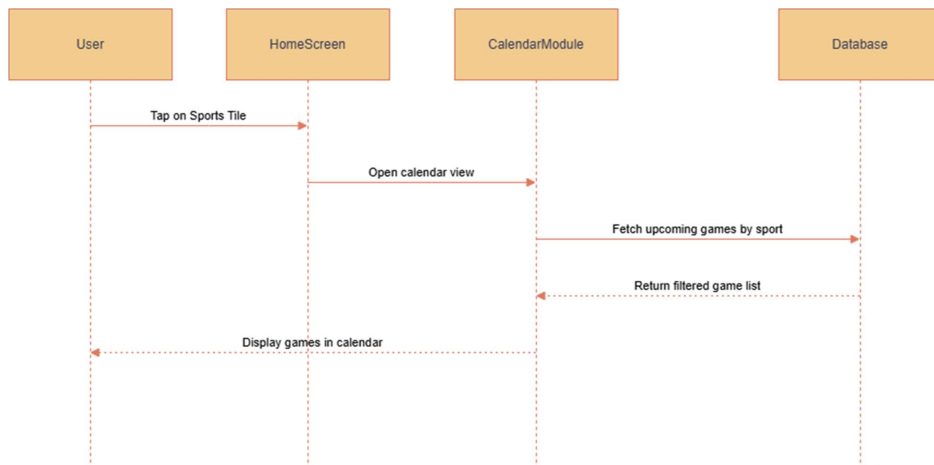 User
HomeScreen
CalendarModule
Database
Tap on Sports Tile
Open calendar view
Fetch upcoming games by sport
Return filtered game list
Display games in calendar